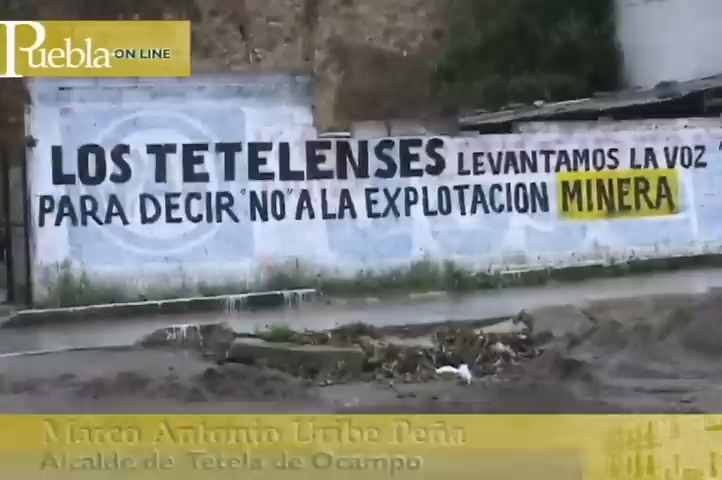 Puebla ON LINE
LOS TETELENSES LEVANTAMOS LA VOZ "
PARA DECIR "NO" A LA EXPLOTACION MINERA
Marco Antonio Uribe Peña
Alcalde de Tetela de Ocampo